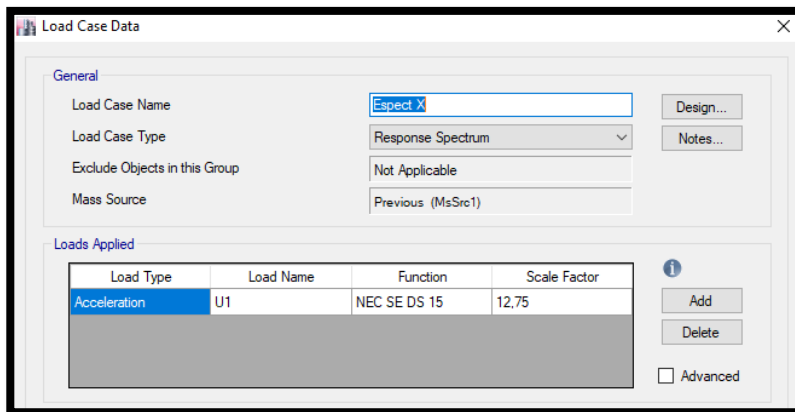 Load Case Data
General
Load Case Name Espect X Design...
Load Case Type Response Spectrum Notes...
Exclude Objects in this Group Not Applicable
Mass Source Previous (MsSrc1)
Loads Applied
Load Type Load Name Function Scale Factor
Acceleration U1 NEC SE DS 15 12,75 Add
Delete
Advanced